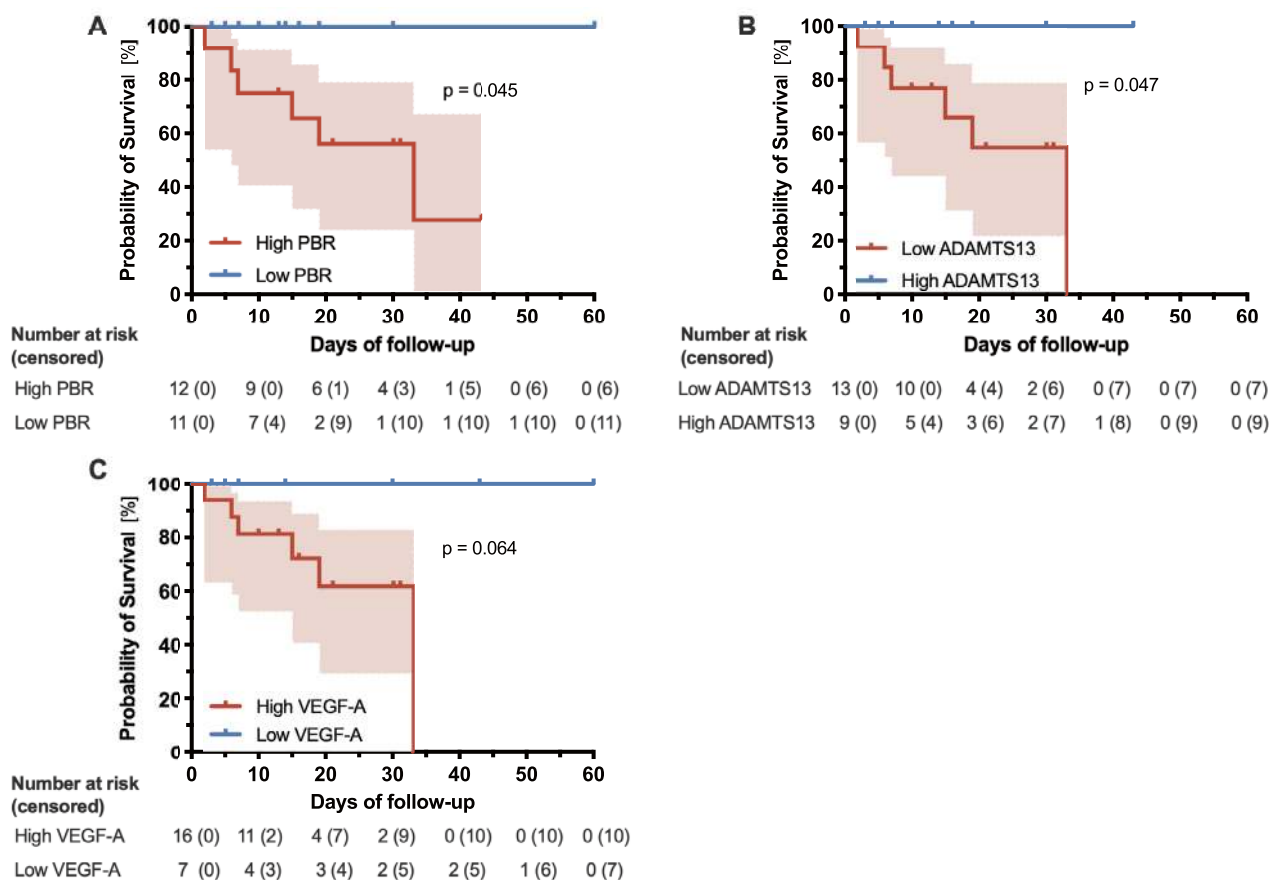 A
Probability of Survival [%]
100
80
60
40
20
0
p = 0.045
High PBR
Low PBR
0 10 20 30 40 50 60
Days of follow-up
Number at risk
(censored)
High PBR 12 (0) 9 (0) 6 (1) 4 (3) 1 (5) 0 (6) 0 (6)
Low PBR 11 (0) 7 (4) 2 (9) 1 (10) 1 (10) 1 (10) 0 (11)
B
Probability of Survival [%]
100
80
60
40
20
0
p = 0.047
Low ADAMTS13
High ADAMTS13
0 10 20 30 40 50 60
Days of follow-up
Number at risk
(censored)
Low ADAMTS13 13 (0) 10 (0) 4 (4) 2 (6) 0 (7) 0 (7) 0 (7)
High ADAMTS13 9 (0) 5 (4) 3 (6) 2 (7) 1 (8) 0 (9) 0 (9)
C
Probability of Survival [%]
100
80
60
40
20
0
p = 0.064
High VEGF-A
Low VEGF-A
0 10 20 30 40 50 60
Days of follow-up
Number at risk
(censored)
High VEGF-A 16 (0) 11 (2) 4 (7) 2 (9) 0 (10) 0 (10) 0 (10)
Low VEGF-A 7 (0) 4 (3) 3 (4) 2 (5) 2 (5) 1 (6) 0 (7)